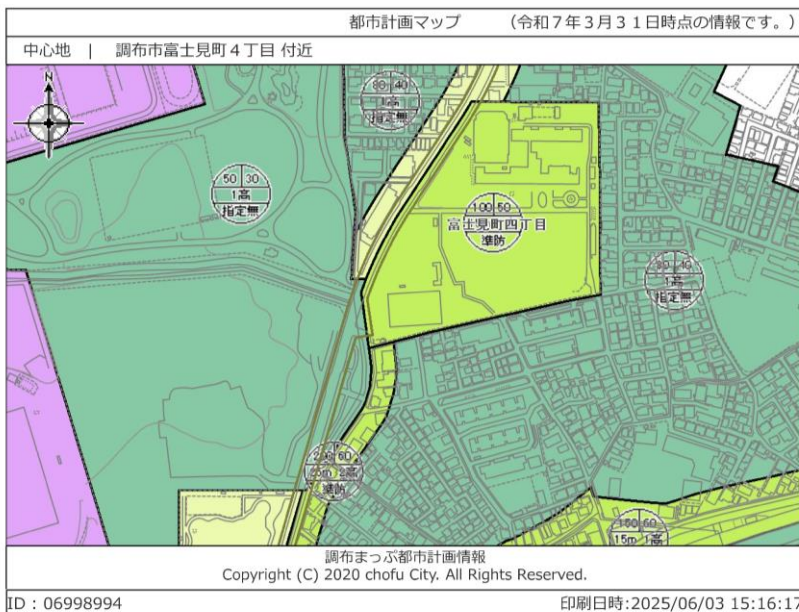 都市計画マップ （令和７年３月３１日時点の情報です。）
中心地 | 調布市富士見町４丁目 付近
N
80 40
1高
指定無
50 30
1高
指定無
100 50
富士見町四丁目
準防
1高
指定無
200 60
25m 2高
準防
15m 1高
調布まっぷ都市計画情報
Copyright (C) 2020 chofu City. All Rights Reserved.
ID : 06998994 印刷日時:2025/06/03 15:16:17